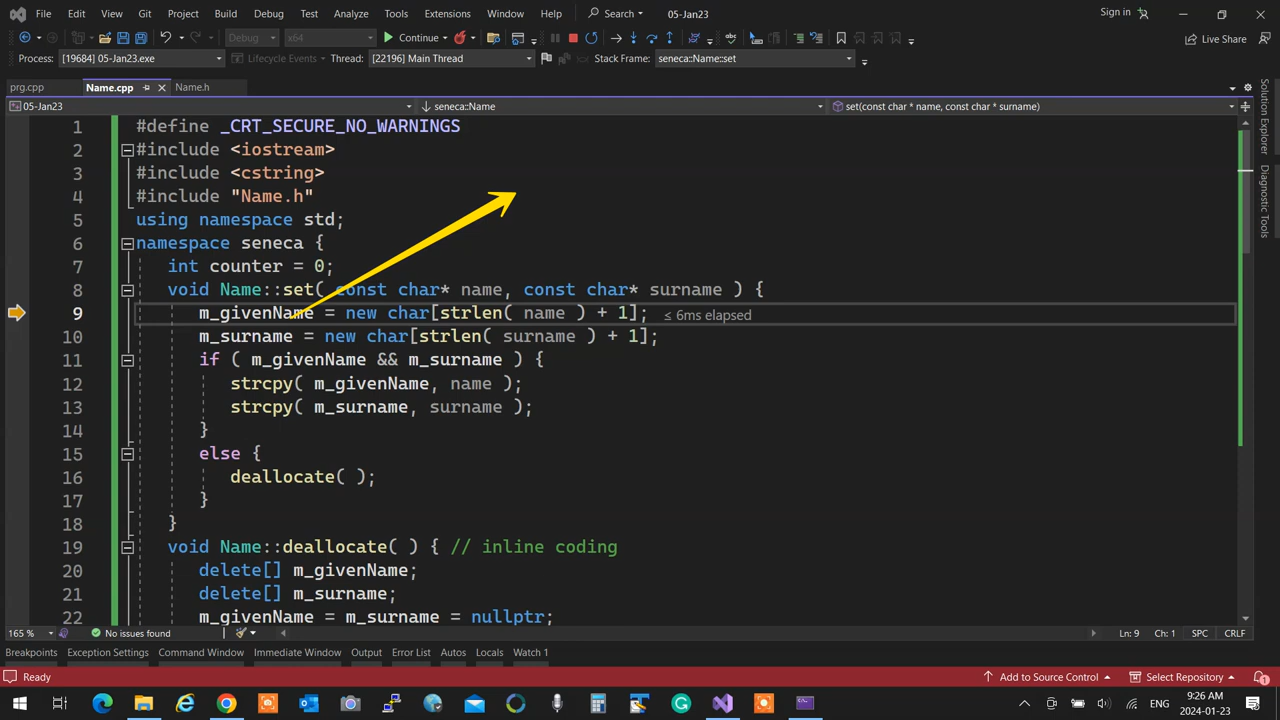 File Edit View Git Project Build Debug Test Analyze Tools Extensions Window Help Search 05-Jan23 Sign in
Debug x64 Continue Live Share
Process: [19684] 05-Jan23.exe Lifecycle Events Thread: [22196] Main Thread Stack Frame: seneca::Name::set
prg.cpp Name.cpp Name.h
05-Jan23 seneca::Name set(const char * name, const char * surname)
1 #define _CRT_SECURE_NO_WARNINGS
2 #include <iostream>
3 #include <cstring>
4 #include "Name.h"
5 using namespace std;
6 namespace seneca {
7 int counter = 0;
8 void Name::set( const char* name, const char* surname ) {
9 m_givenName = new char[strlen( name ) + 1]; ≤ 6ms elapsed
10 m_surname = new char[strlen( surname ) + 1];
11 if ( m_givenName && m_surname ) {
12 strcpy( m_givenName, name );
13 strcpy( m_surname, surname );
14 }
15 else {
16 deallocate( );
17 }
18 }
19 void Name::deallocate( ) { // inline coding
20 delete[] m_givenName;
21 delete[] m_surname;
22 m_givenName = m_surname = nullptr;
Solution Explorer
Diagnostic Tools
165 % No issues found Ln: 9 Ch: 1 SPC CRLF
Breakpoints Exception Settings Command Window Immediate Window Output Error List Autos Locals Watch 1
Ready Add to Source Control Select Repository 1
ENG 9:26 AM
2024-01-23